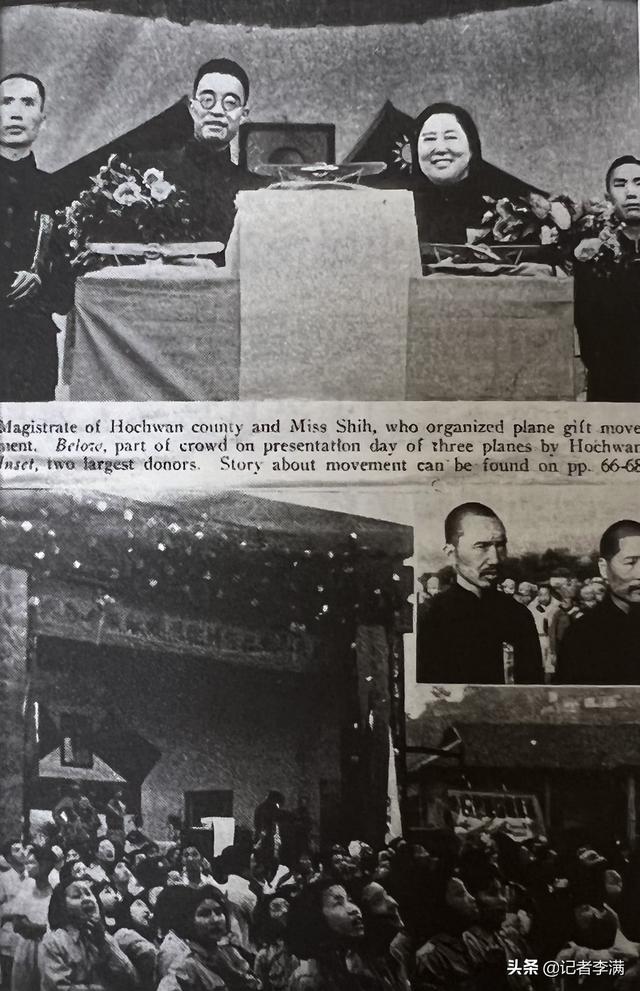 Magistrate of Hochwan county and Miss Shih, who organized plane gift move
ment. Below, part of crowd on presentation day of three planes by Hochwan
Inset, two largest donors. Story about movement can be found on pp. 66-68
头条 @记者李满